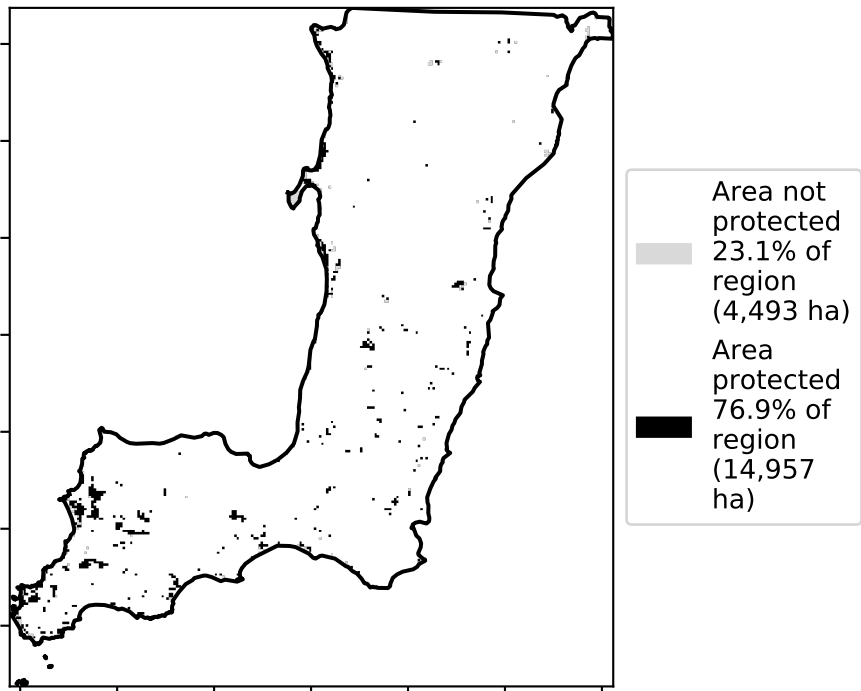 Area not
protected
23.1% of
region
(4,493 ha)
Area
protected
76.9% of
region
(14,957
ha)